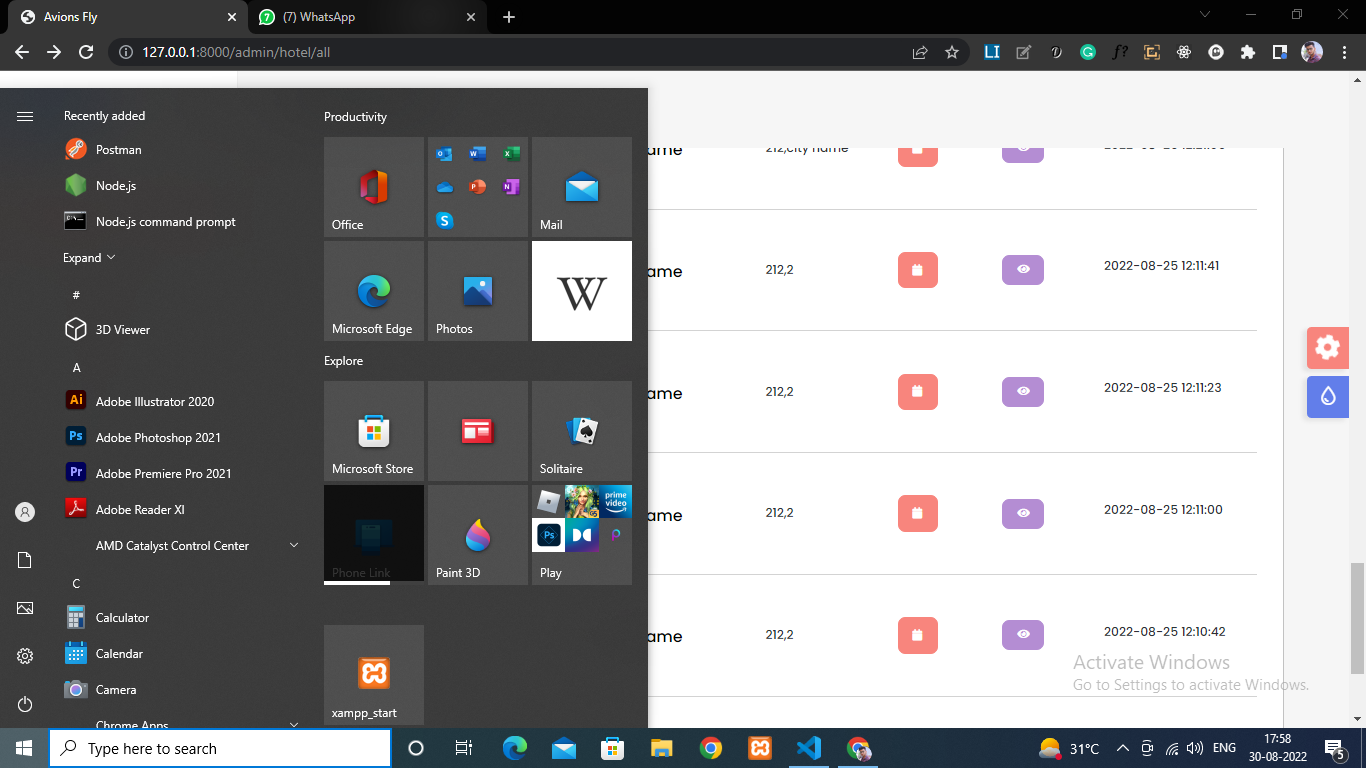 Avions Fly
(7) WhatsApp
127.0.0.1:8000/admin/hotel/all
Recently added
Postman
Node.js
Node.js command prompt
Expand
#
3D Viewer
A
Adobe Illustrator 2020
Adobe Photoshop 2021
Adobe Premiere Pro 2021
Adobe Reader XI
AMD Catalyst Control Center
C
Calculator
Calendar
Camera
Chrome Apps
Productivity
Office
Mail
Microsoft Edge
Photos
W
Explore
Microsoft Store
Solitaire
Phone Link
Paint 3D
prime video
Play
xampp_start
ame 212,city name
ame 212,2 2022-08-25 12:11:41
ame 212,2 2022-08-25 12:11:23
ame 212,2 2022-08-25 12:11:00
ame 212,2 2022-08-25 12:10:42
Activate Windows
Go to Settings to activate Windows.
Type here to search
31°C
ENG
17:58
30-08-2022
5